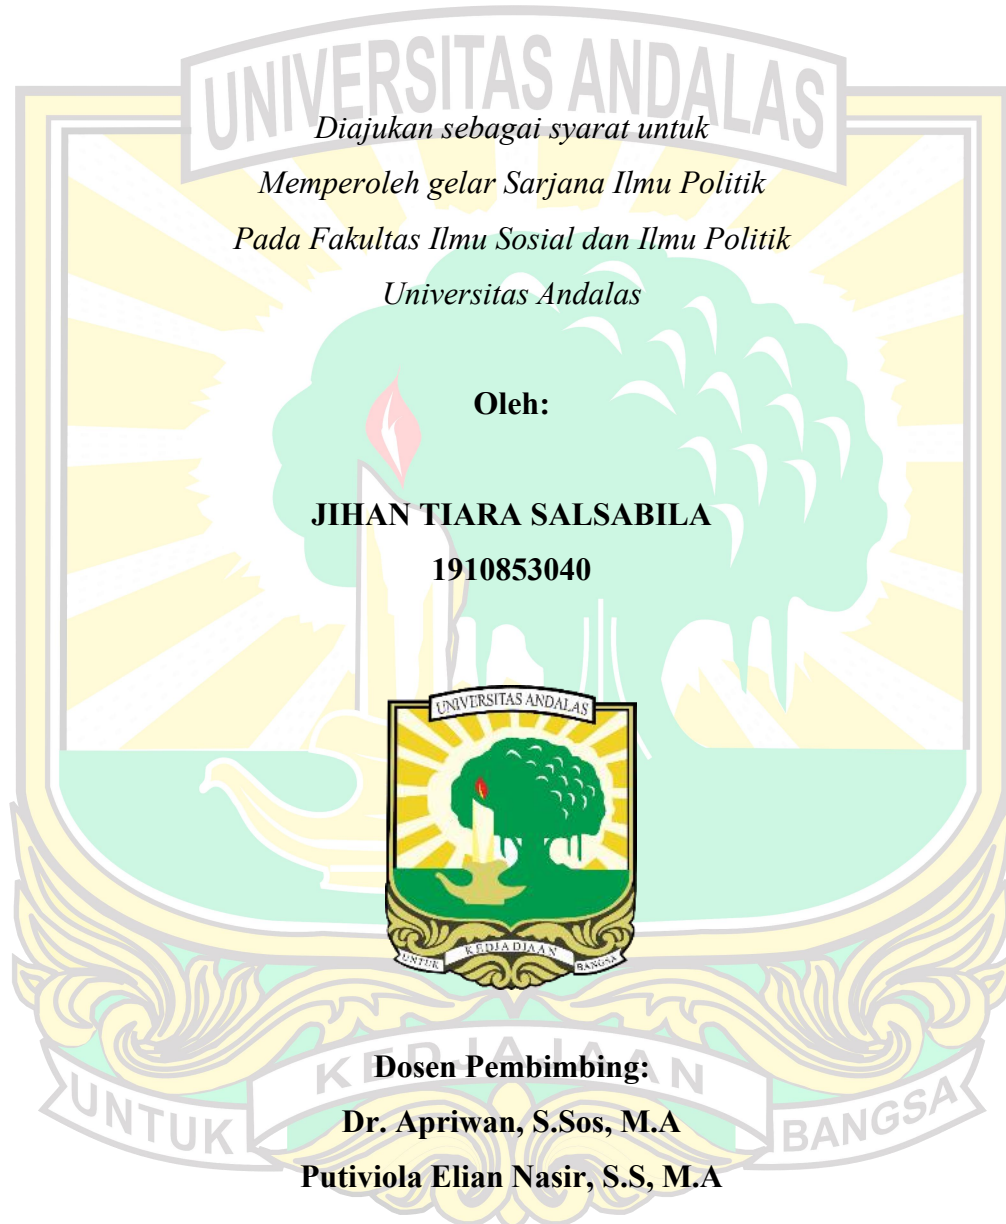 UNIVERSITAS ANDALAS
Diajukan sebagai syarat untuk
Memperoleh gelar Sarjana Ilmu Politik
Pada Fakultas Ilmu Sosial dan Ilmu Politik
Universitas Andalas
Oleh:
JIHAN TIARA SALSABILA
1910853040
UNIVERSITAS ANDALAS
UNTUK KEDJADJAAN BANGSA
Dosen Pembimbing:
Dr. Apriwan, S.Sos, M.A
Putiviola Elian Nasir, S.S, M.A
UNTUK BANGSA